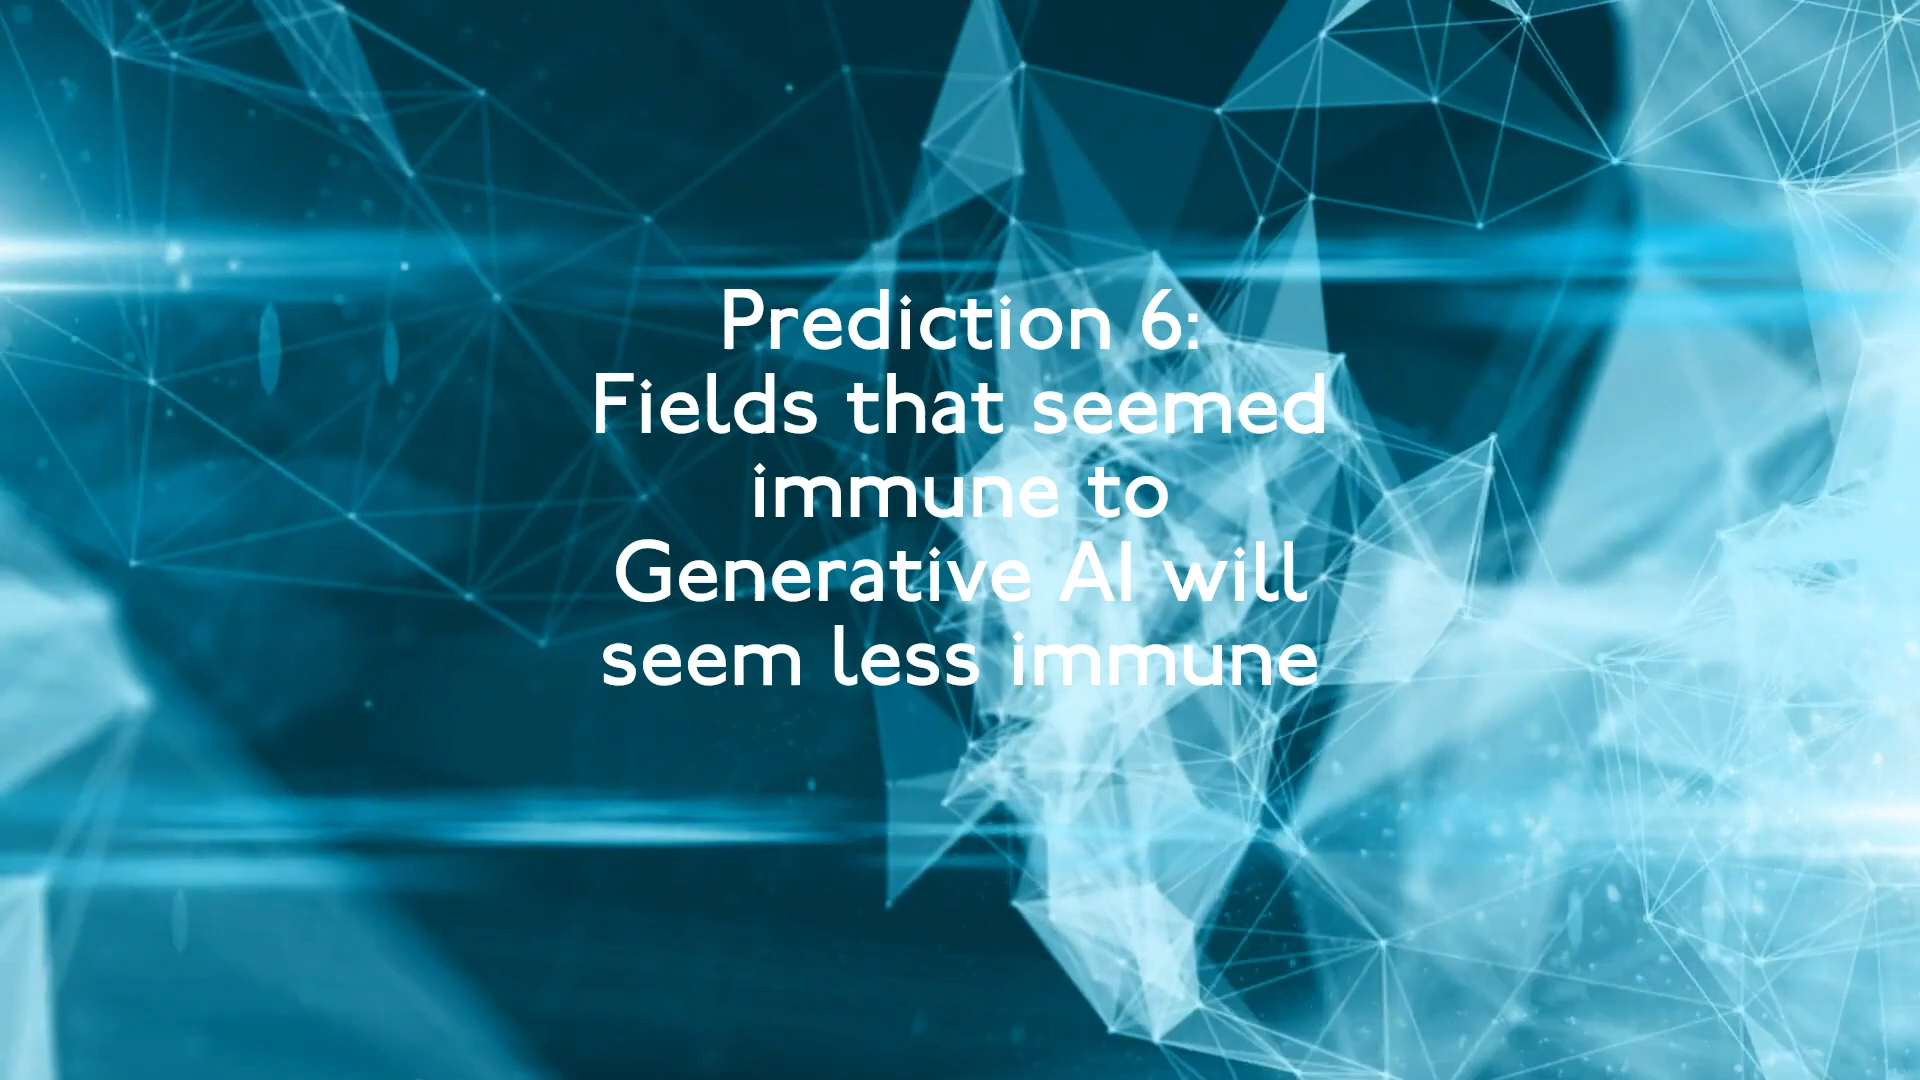 Prediction 6:
Fields that seemed
immune to
Generative AI will
seem less immune